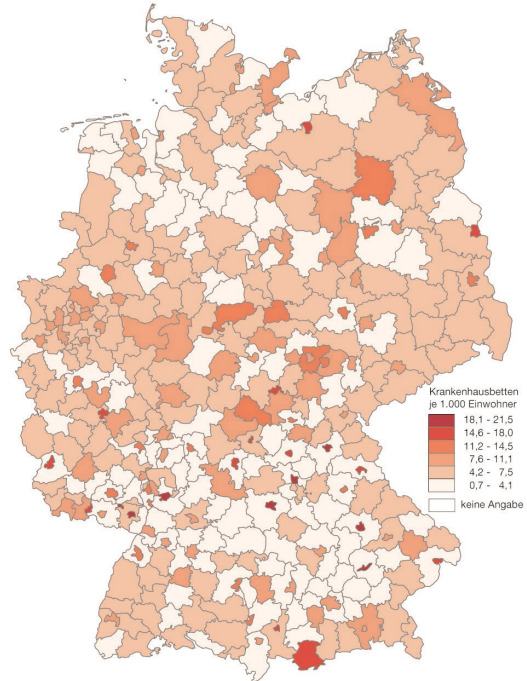 Krankenhausbetten
je 1.000 Einwohner
18,1 - 21,5
14,6 - 18,0
11,2 - 14,5
7,6 - 11,1
4,2 - 7,5
0,7 - 4,1
keine Angabe